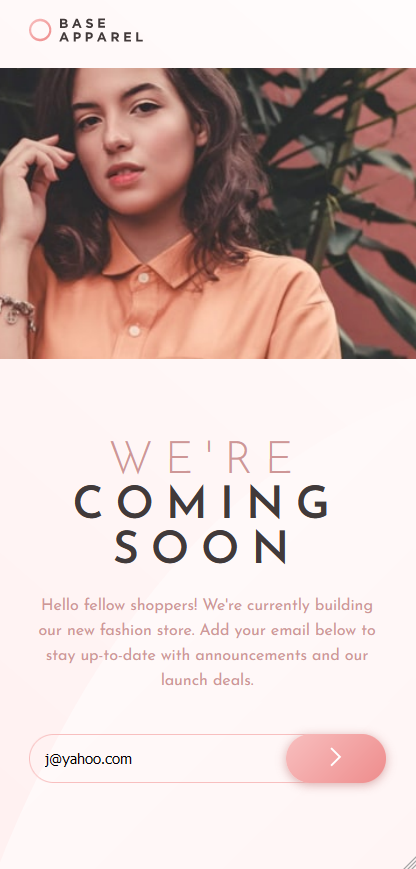 BASE
APPAREL
WE'RE
COMING
SOON
Hello fellow shoppers! We're currently building
our new fashion store. Add your email below to
stay up-to-date with announcements and our
launch deals.
j@yahoo.com